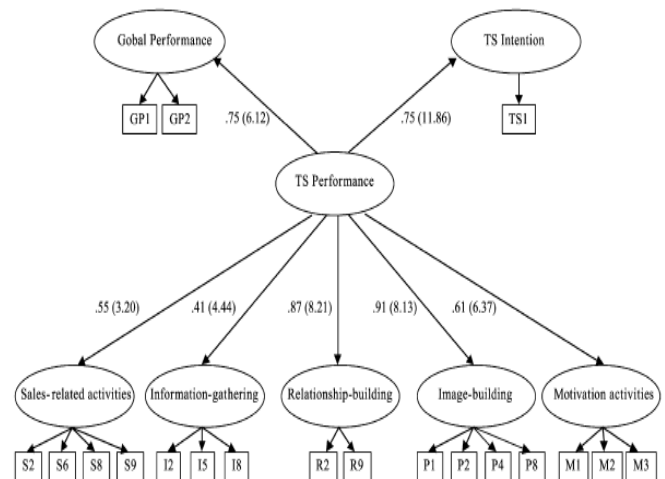 Gobal Performance
TS Intention
GP1 GP2
TS1
.75 (6.12)
.75 (11.86)
TS Performance
.55 (3.20)
.41 (4.44)
.87 (8.21)
.91 (8.13)
.61 (6.37)
Sales-related activities
Information-gathering
Relationship-building
Image-building
Motivation activities
S2 S6 S8 S9
I2 I5 I8
R2 R9
P1 P2 P4 P8
M1 M2 M3